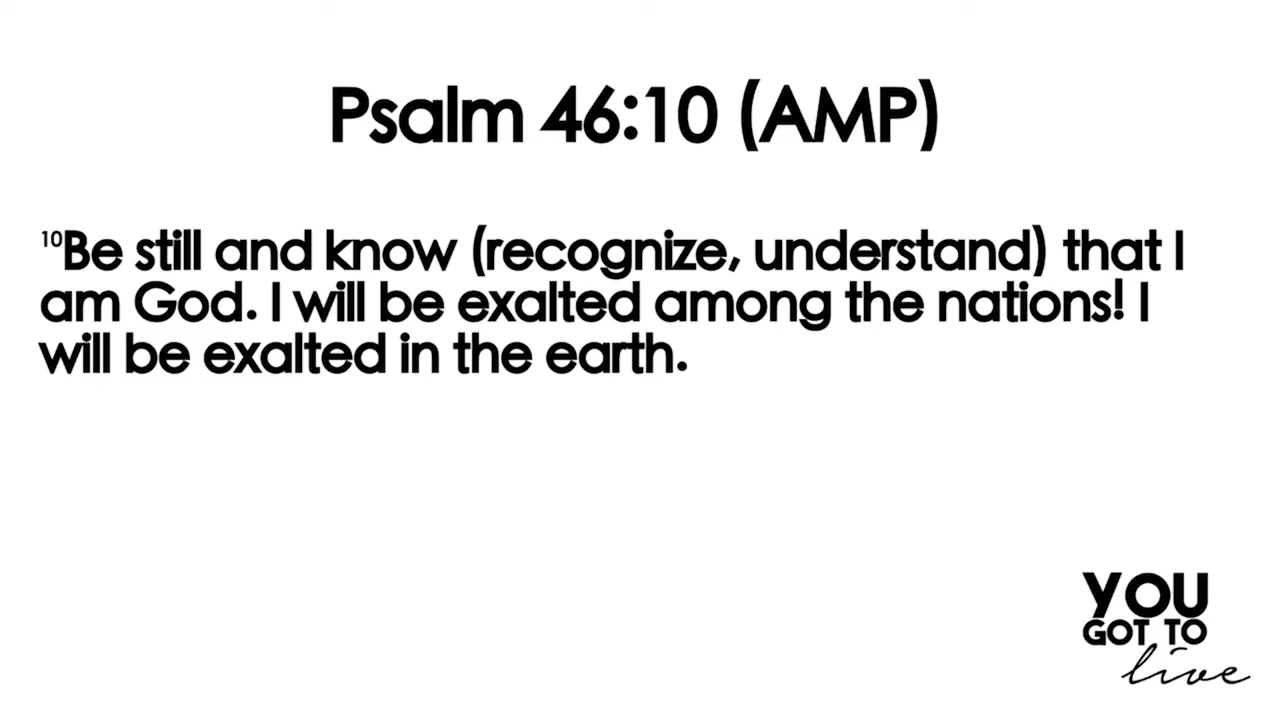 Psalm 46:10 (AMP)
10Be still and know (recognize, understand) that I
am God. I will be exalted among the nations! I
will be exalted in the earth.
YOU
GOT TO
live